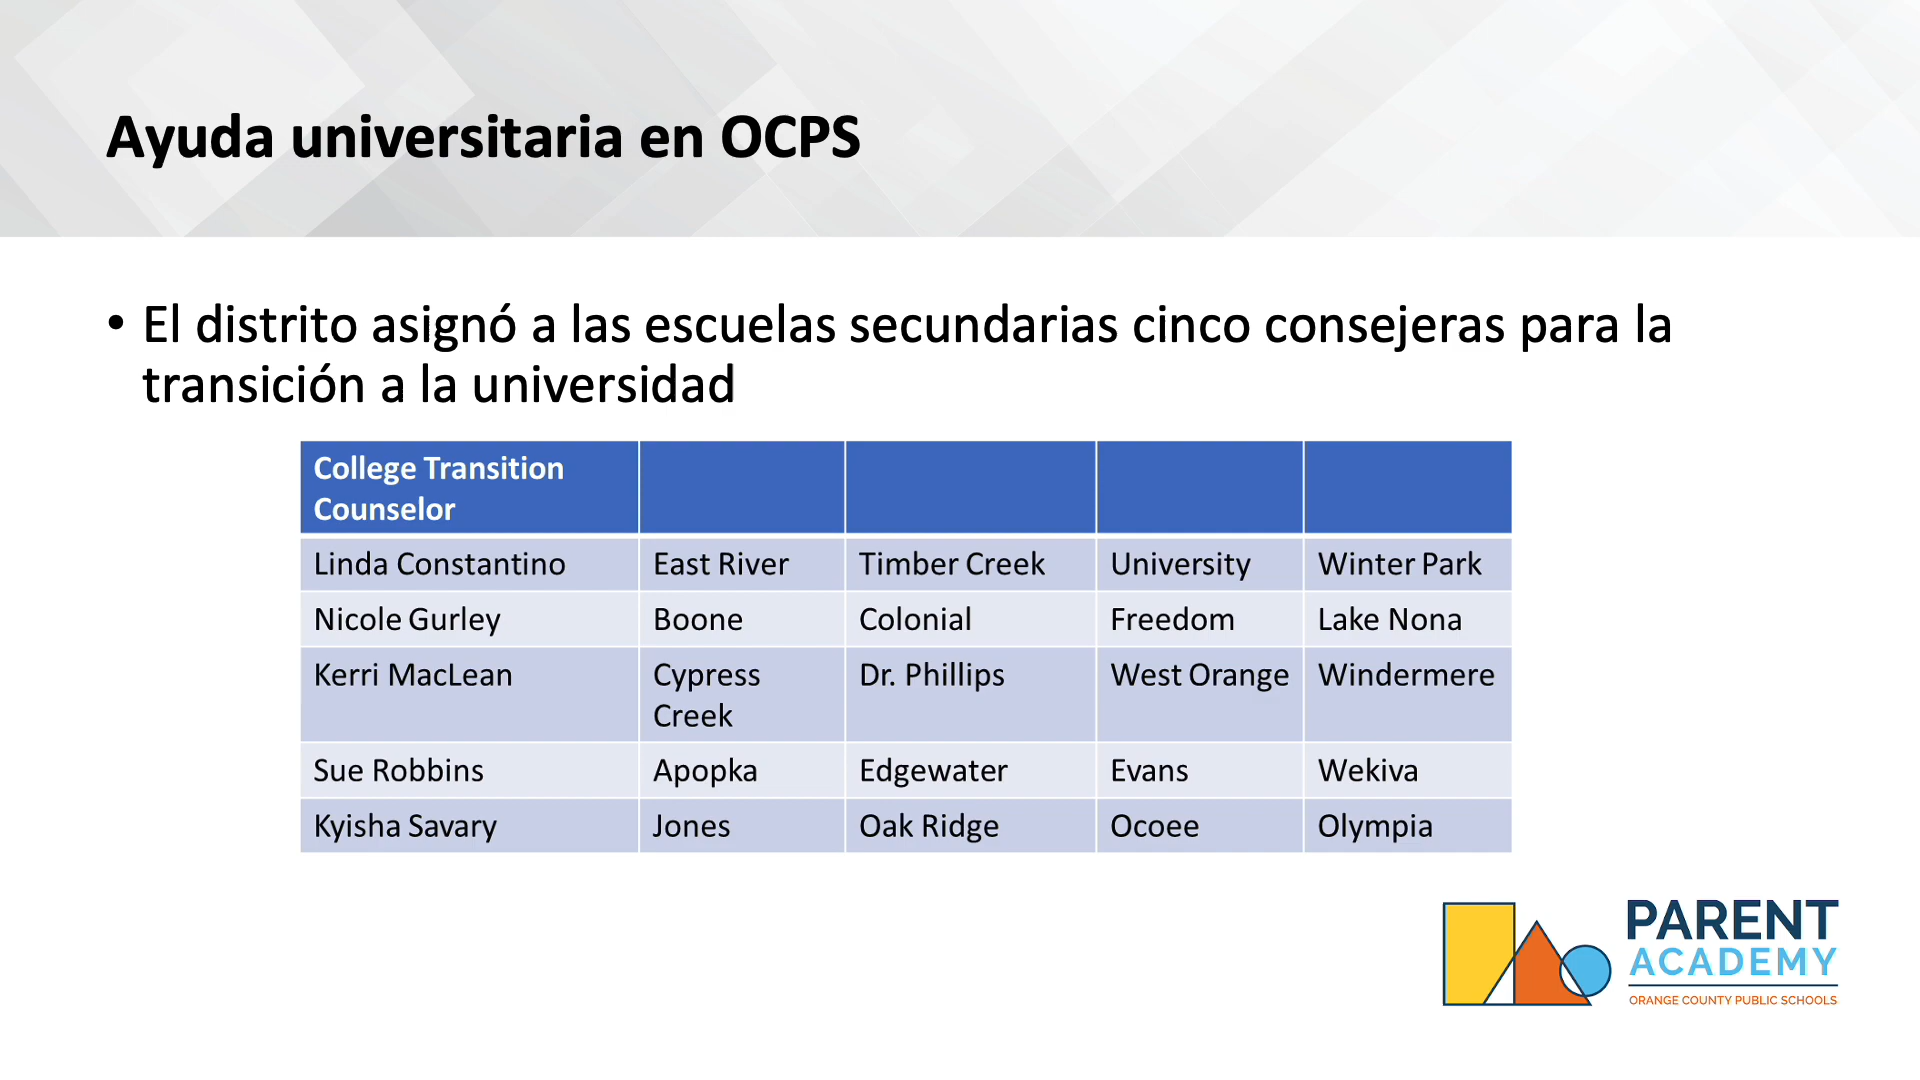 Ayuda universitaria en OCPS
• El distrito asignó a las escuelas secundarias cinco consejeras para la
transición a la universidad
College Transition
Counselor
Linda Constantino East River Timber Creek University Winter Park
Nicole Gurley Boone Colonial Freedom Lake Nona
Kerri MacLean Cypress Dr. Phillips West Orange Windermere
Creek
Sue Robbins Apopka Edgewater Evans Wekiva
Kyisha Savary Jones Oak Ridge Ocoee Olympia
PARENT
ACADEMY
ORANGE COUNTY PUBLIC SCHOOLS